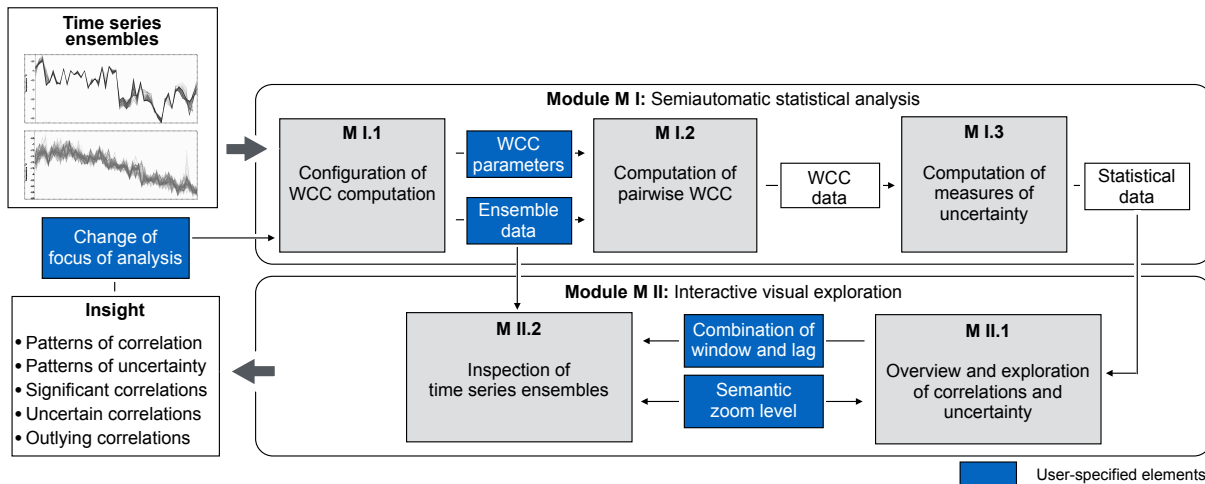 Time series
ensembles
Module M I: Semiautomatic statistical analysis
M I.1
Configuration of
WCC computation
WCC
parameters
Ensemble
data
M I.2
Computation of
pairwise WCC
WCC
data
M I.3
Computation of
measures of
uncertainty
Statistical
data
Change of
focus of analysis
Insight
• Patterns of correlation
• Patterns of uncertainty
• Significant correlations
• Uncertain correlations
• Outlying correlations
Module M II: Interactive visual exploration
M II.2
Inspection of
time series ensembles
Combination of
window and lag
Semantic
zoom level
M II.1
Overview and exploration
of correlations and
uncertainty
User-specified elements